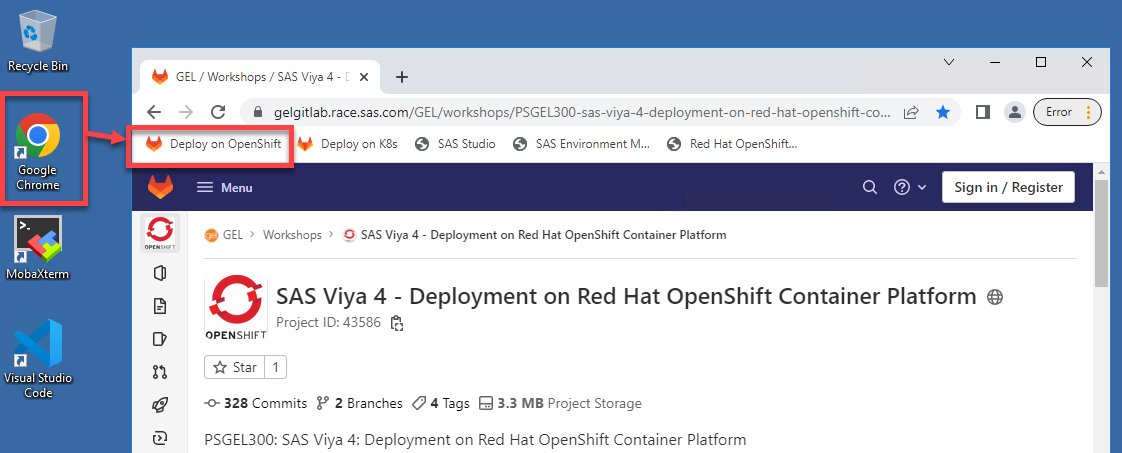 Recycle Bin
Google
Chrome
MobaXterm
Visual Studio
Code
GEL / Workshops / SAS Viya 4 - D
gelgitlab.race.sas.com/GEL/workshops/PSGEL300-sas-viya-4-deployment-on-red-hat-openshift-co...
Error
Deploy on OpenShift
Deploy on K8s
SAS Studio
SAS Environment M...
Red Hat OpenShift...
Menu
Sign in / Register
OPENSHIFT
GEL
Workshops
SAS Viya 4 - Deployment on Red Hat OpenShift Container Platform
OPENSHIFT
SAS Viya 4 - Deployment on Red Hat OpenShift Container Platform
Project ID: 43586
Star 1
328 Commits 2 Branches 4 Tags 3.3 MB Project Storage
PSGEL300: SAS Viya 4: Deployment on Red Hat OpenShift Container Platform